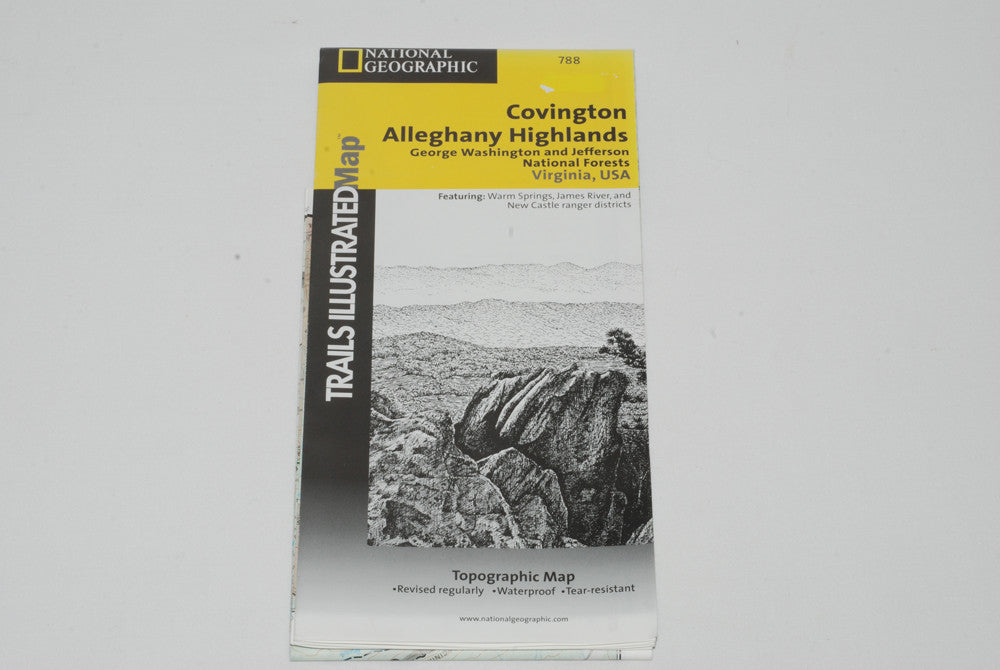 NATIONAL
GEOGRAPHIC
788
Covington
Alleghany Highlands
George Washington and Jefferson
National Forests
Virginia, USA
TRAILS ILLUSTRATED Map™
Featuring: Warm Springs, James River, and
New Castle ranger districts
Topographic Map
•Revised regularly •Waterproof •Tear-resistant
www.nationalgeographic.com